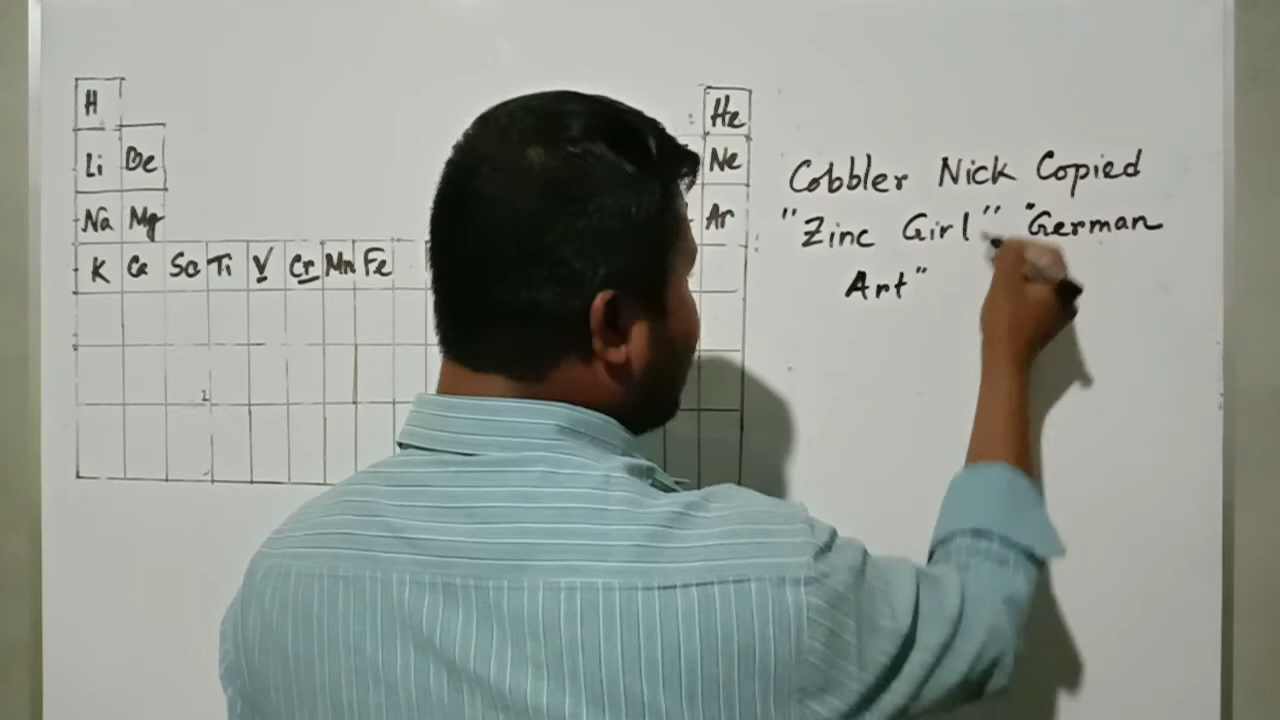 H He
Li Be Ne
Na Mg Ar
K Ca Sc Ti V Cr Mn Fe
Cobbler Nick Copied
"Zinc Girl" "German
Art"